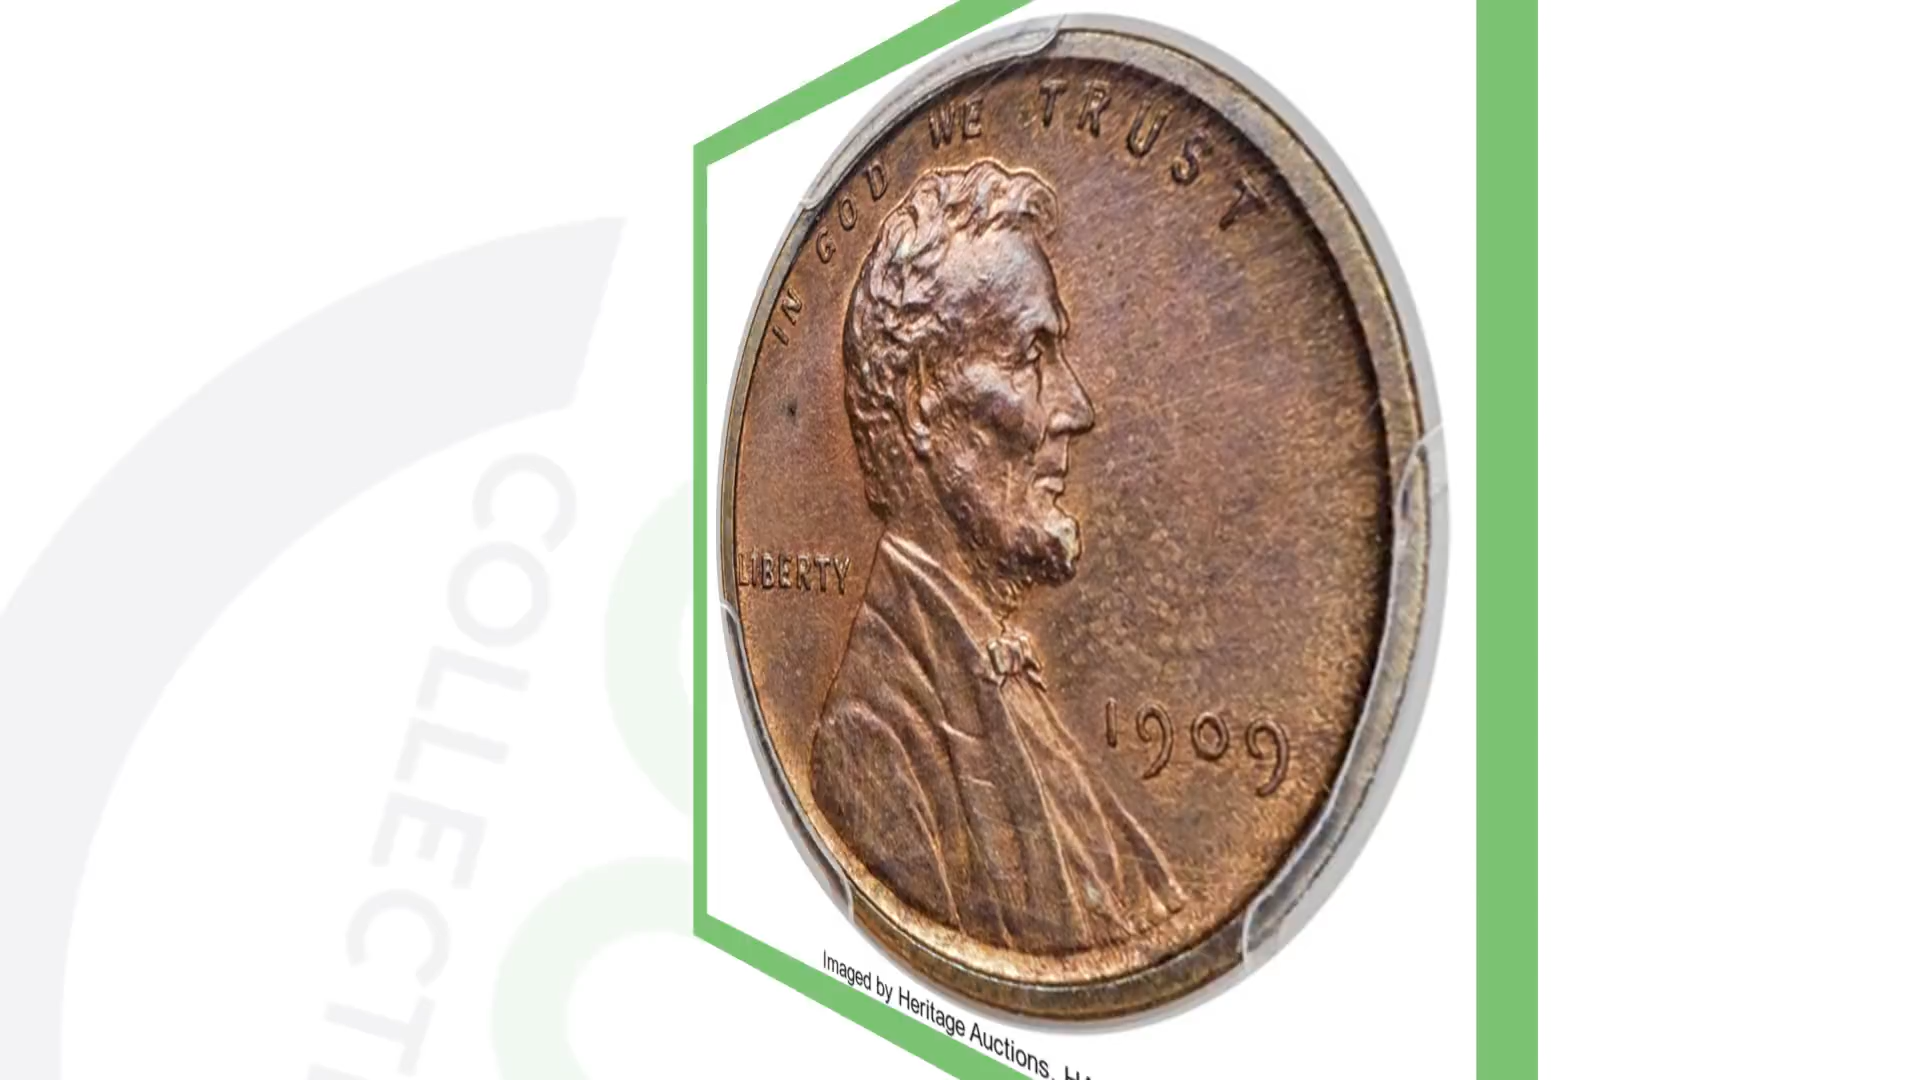 IN GOD WE TRUST
LIBERTY
1909
Imaged by Heritage Auctions,
COLLECT